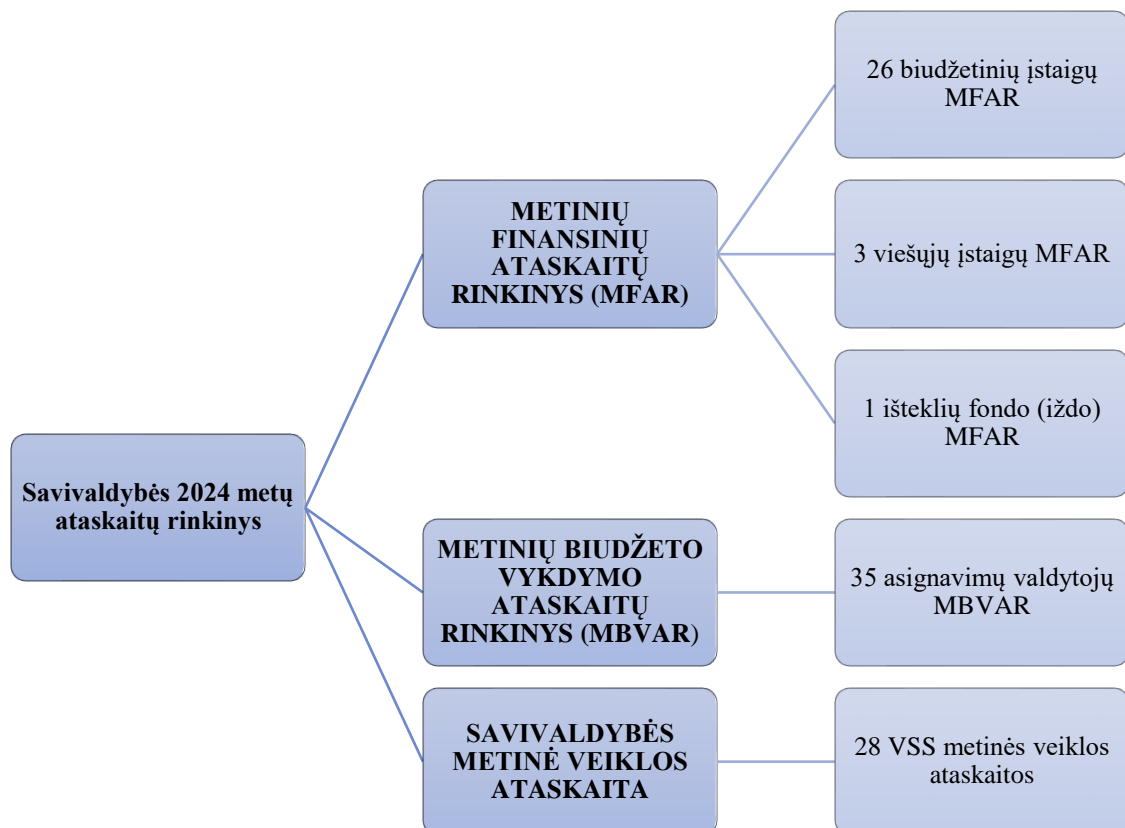 Savivaldybės 2024 metų
ataskaitų rinkinys
METINIŲ
FINANSINIŲ
ATASKAITŲ
RINKINYS (MFAR)
26 biudžetinių įstaigų
MFAR
3 viešųjų įstaigų MFAR
1 išteklių fondo (iždo)
MFAR
METINIŲ BIUDŽETO
VYKDYMO
ATASKAITŲ
RINKINYS (MBVAR)
35 asignavimų valdytojų
MBVAR
SAVIVALDYBĖS
METINĖ VEIKLOS
ATASKAITA
28 VSS metinės veiklos
ataskaitos